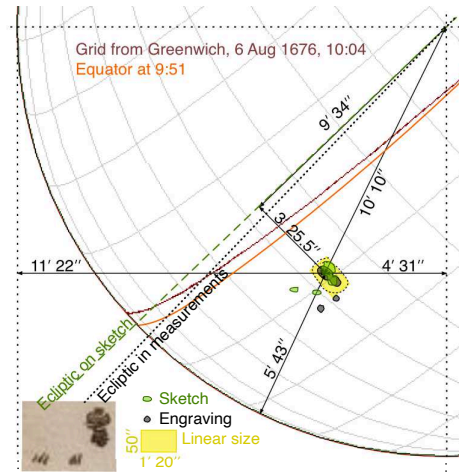 Grid from Greenwich, 6 Aug 1676, 10:04
Equator at 9:51
9′ 34″
10′ 10″
3′ 25.5″
11′ 22″
4′ 31″
5′ 43″
Ecliptic on sketch
Ecliptic in measurements
Sketch
Engraving
Linear size
50″
1′ 20″